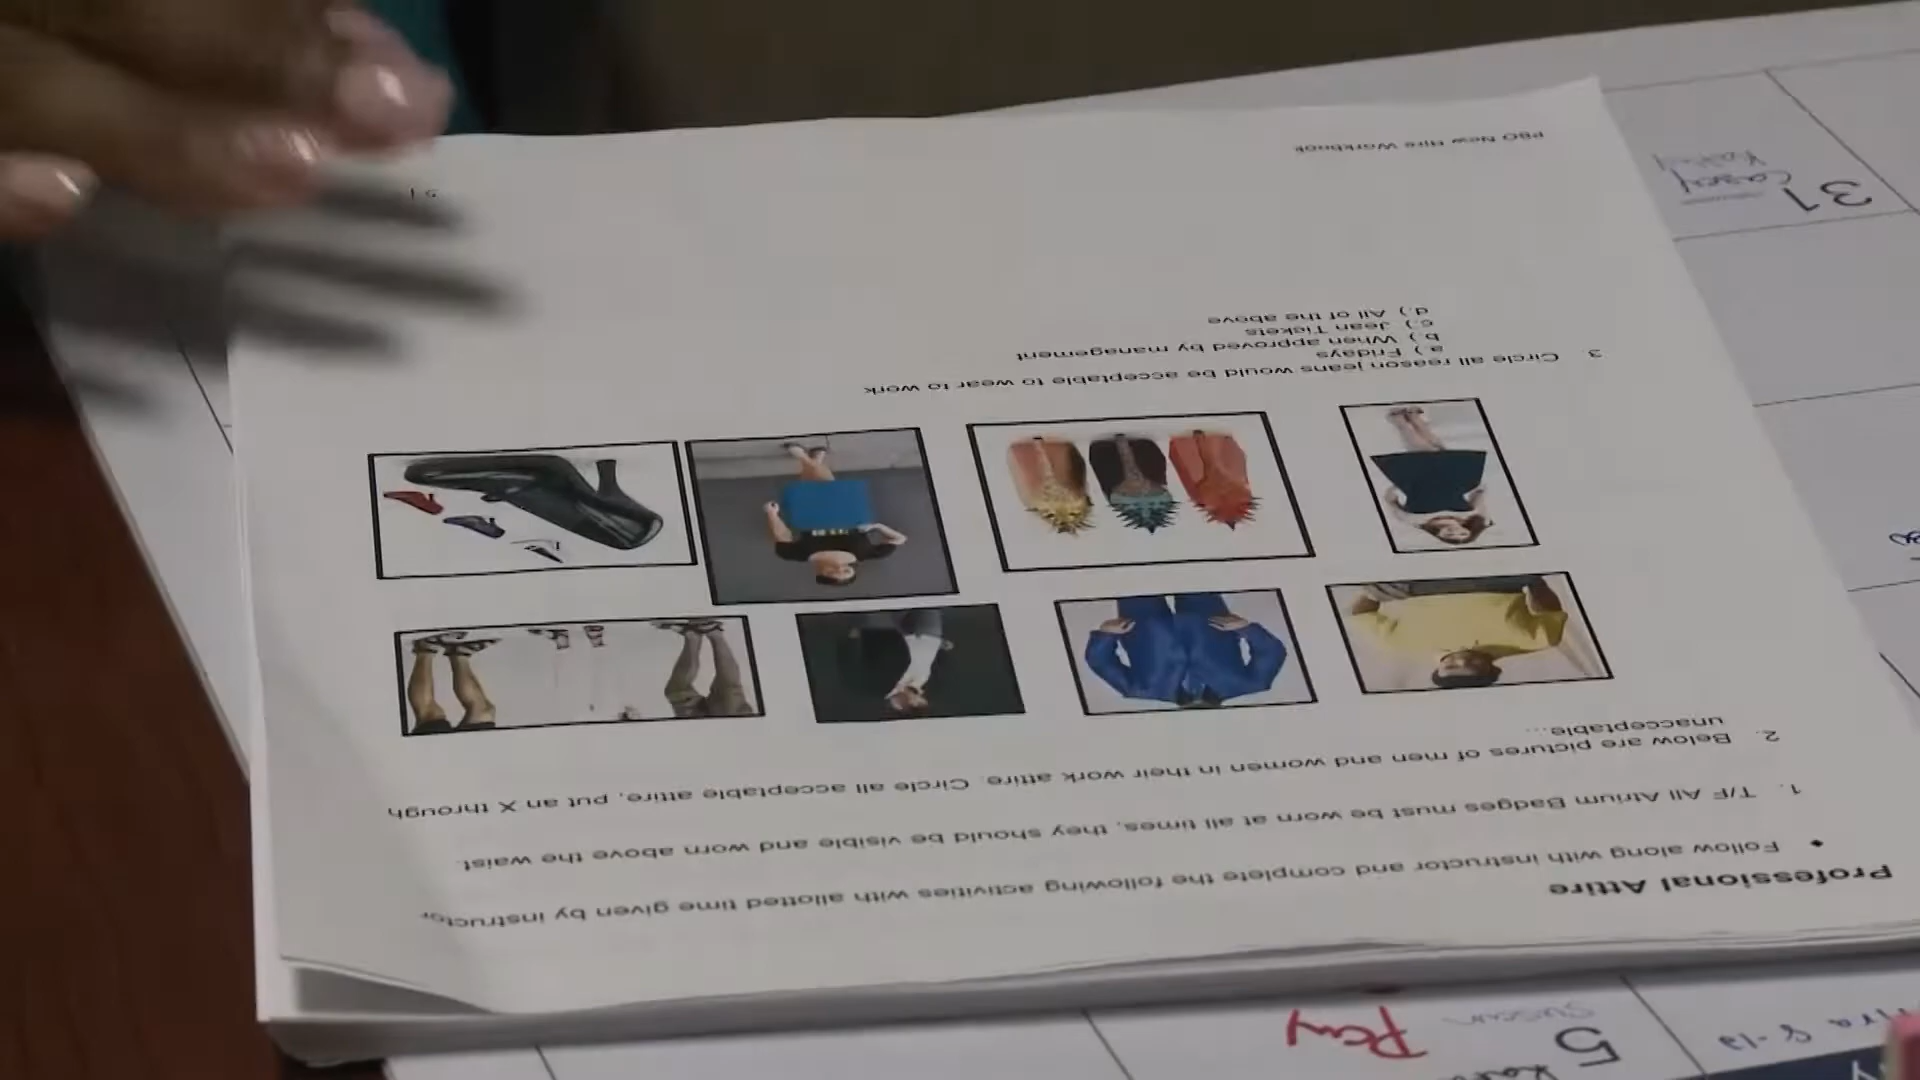 Professional Attire
• Follow along with instructor and complete the following activities with allotted time given by instructor
1. T/F All Atrium Badges must be worn at all times, they should be visible and worn above the waist.
2. Below are pictures of men and women in their work attire. Circle all acceptable attire, put an X through
unacceptable...
3. Circle all reason jeans would be acceptable to wear to work
a.) Fridays
b.) When approved by management
c.) Jean Tickets
d.) All of the above
PBO New Hire Workbook
31
Casey
5
Susan
Pay